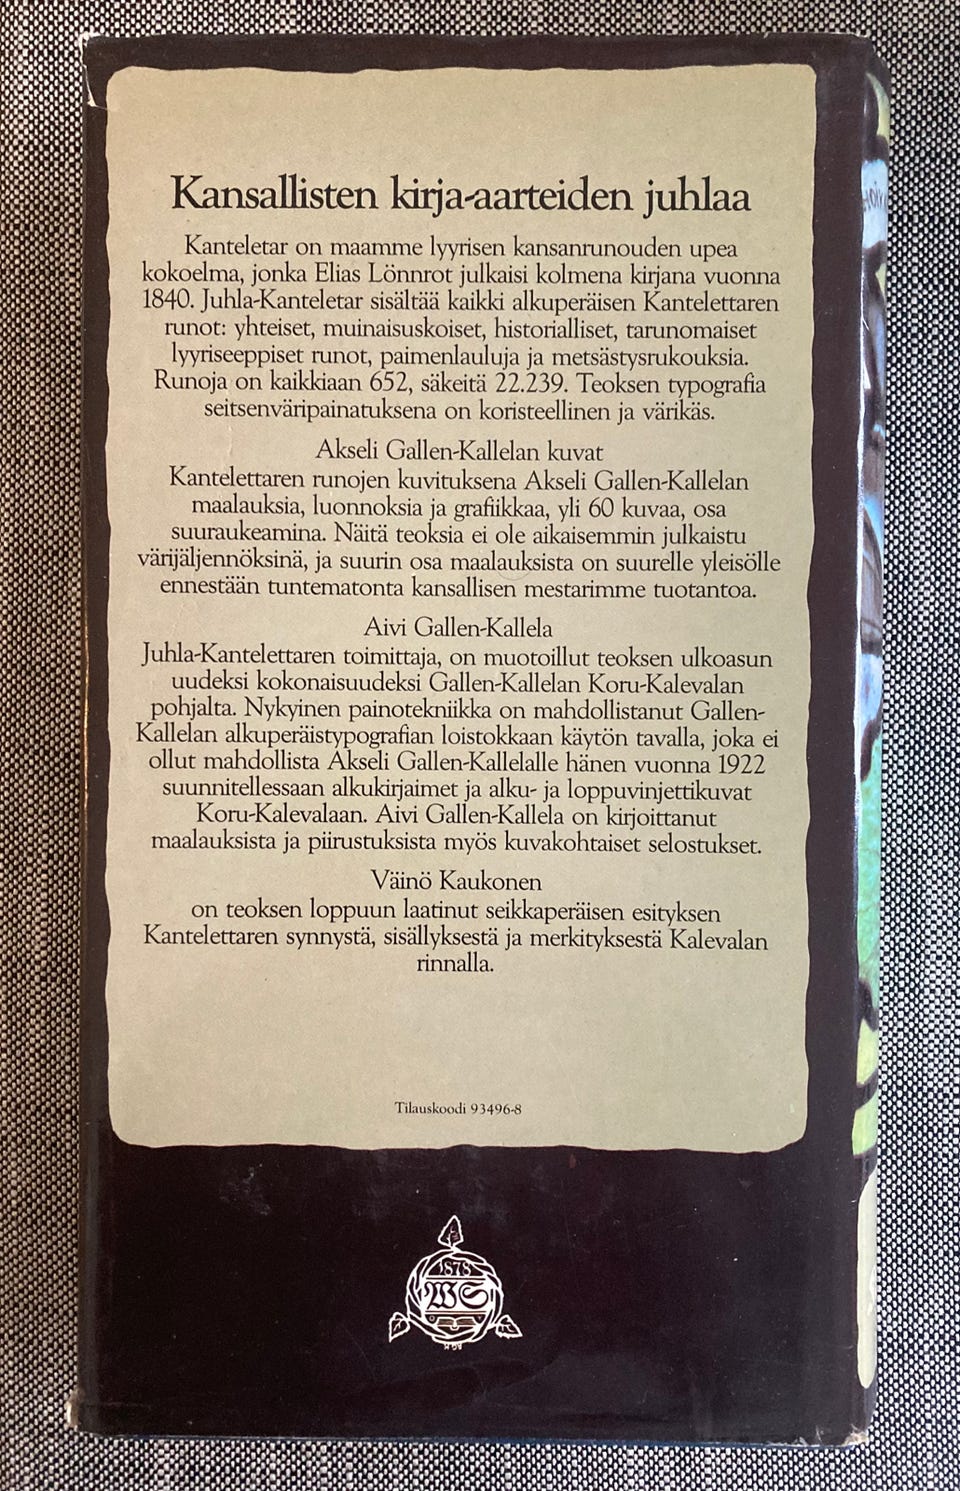 Kansallisten kirja-aarteiden juhlaa
Kanteletar on maamme lyyrisen kansanrunouden upea
kokoelma, jonka Elias Lönnrot julkaisi kolmena kirjana vuonna
1840. Juhla-Kanteletar sisältää kaikki alkuperäisen Kantelettaren
runot: yhteiset, muinaisuskoiset, historialliset, tarunomaiset
lyyriseeppiset runot, paimenlauluja ja metsästysrukouksia.
Runoja on kaikkiaan 652, säkeitä 22.239. Teoksen typografia
seitsenväripainatuksena on koristeellinen ja värikäs.
Akseli Gallen-Kallelan kuvat
Kantelettaren runojen kuvituksena Akseli Gallen-Kallelan
maalauksia, luonnoksia ja grafiikkaa, yli 60 kuvaa, osa
suuraukeamina. Näitä teoksia ei ole aikaisemmin julkaistu
värijäljennöksinä, ja suurin osa maalauksista on suurelle yleisölle
ennestään tuntematonta kansallisen mestarimme tuotantoa.
Aivi Gallen-Kallela
Juhla-Kantelettaren toimittaja, on muotoillut teoksen ulkoasun
uudeksi kokonaisuudeksi Gallen-Kallelan Koru-Kalevalan
pohjalta. Nykyinen painotekniikka on mahdollistanut Gallen-
Kallelan alkuperäistypografian loistokkaan käytön tavalla, joka ei
ollut mahdollista Akseli Gallen-Kallelalle hänen vuonna 1922
suunnitellessaan alkukirjaimet ja alku- ja loppuvinjettikuvat
Koru-Kalevalaan. Aivi Gallen-Kallela on kirjoittanut
maalauksista ja piirustuksista myös kuvakohtaiset selostukset.
Väinö Kaukonen
on teoksen loppuun laatinut seikkaperäisen esityksen
Kantelettaren synnystä, sisällyksestä ja merkityksestä Kalevalan
rinnalla.
Tilauskoodi 93496-8
1878
WS